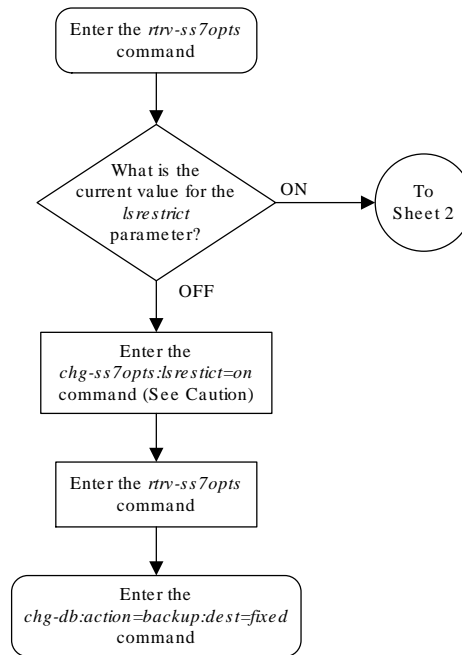 Enter the rtrv-ss7opts
command
What is the
current value for the
lsrestrict
parameter?
ON
To
Sheet 2
OFF
Enter the
chg-ss7opts:lsrestict=on
command (See Caution)
Enter the rtrv-ss7opts
command
Enter the
chg-db:action=backup:dest=fixed
command